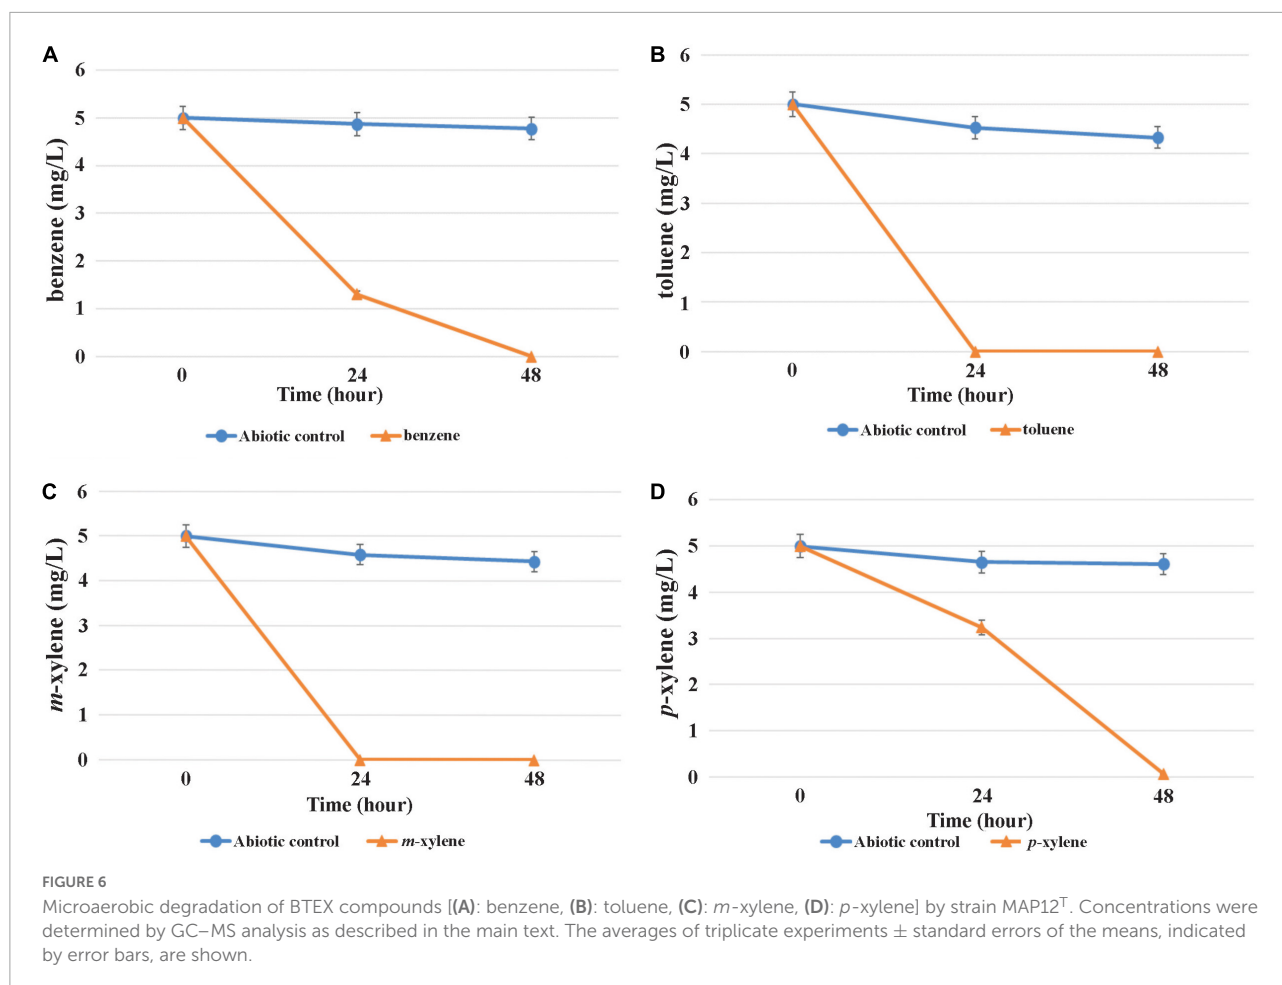 A
6
5
4
3
2
1
0
benzene (mg/L)
0 24 48
Time (hour)
Abiotic control benzene
B
6
5
4
3
2
1
0
toluene (mg/L)
0 24 48
Time (hour)
Abiotic control toluene
C
6
5
4
3
2
1
0
m-xylene (mg/L)
0 24 48
Time (hour)
Abiotic control m-xylene
D
6
5
4
3
2
1
0
p-xylene (mg/L)
0 24 48
Time (hour)
Abiotic control p-xylene
FIGURE 6
Microaerobic degradation of BTEX compounds [(A): benzene, (B): toluene, (C): m-xylene, (D): p-xylene] by strain MAP12ᵀ. Concentrations were
determined by GC–MS analysis as described in the main text. The averages of triplicate experiments ± standard errors of the means, indicated
by error bars, are shown.